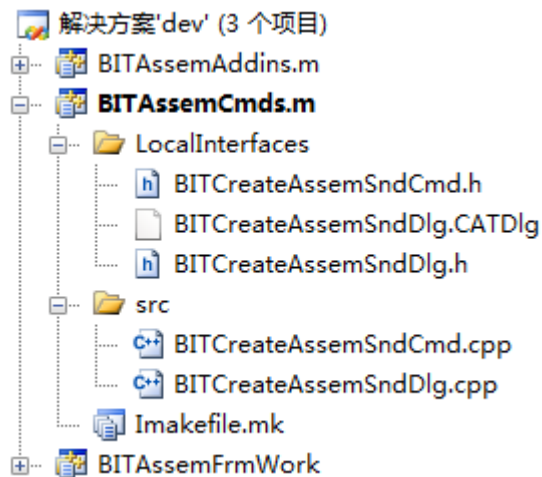 解决方案'dev' (3 个项目)
BITAssemAddins.m
BITAssemCmds.m
LocalInterfaces
BITCreateAssemSndCmd.h
BITCreateAssemSndDlg.CATDlg
BITCreateAssemSndDlg.h
src
BITCreateAssemSndCmd.cpp
BITCreateAssemSndDlg.cpp
Imakefile.mk
BITAssemFrmWork